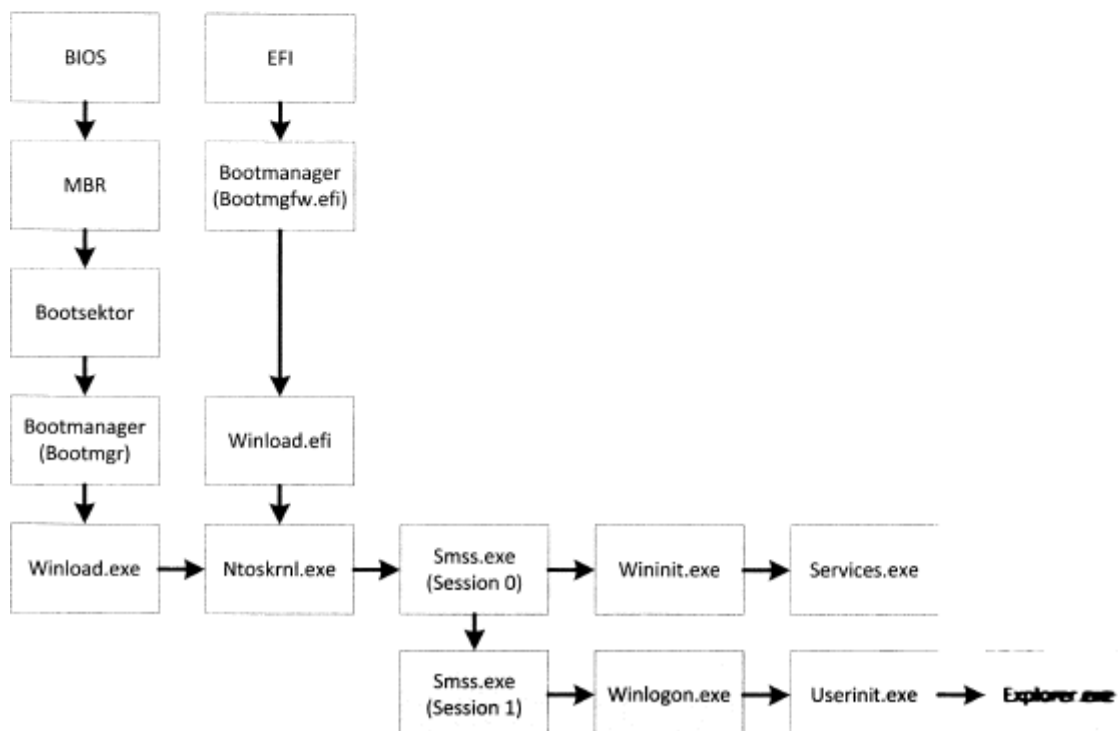 BIOS
EFI
MBR
Bootmanager
(Bootmgfw.efi)
Bootsektor
Bootmanager
(Bootmgr)
Winload.efi
Winload.exe
Ntoskrnl.exe
Smss.exe
(Session 0)
Wininit.exe
Services.exe
Smss.exe
(Session 1)
Winlogon.exe
Userinit.exe
Explorer.exe